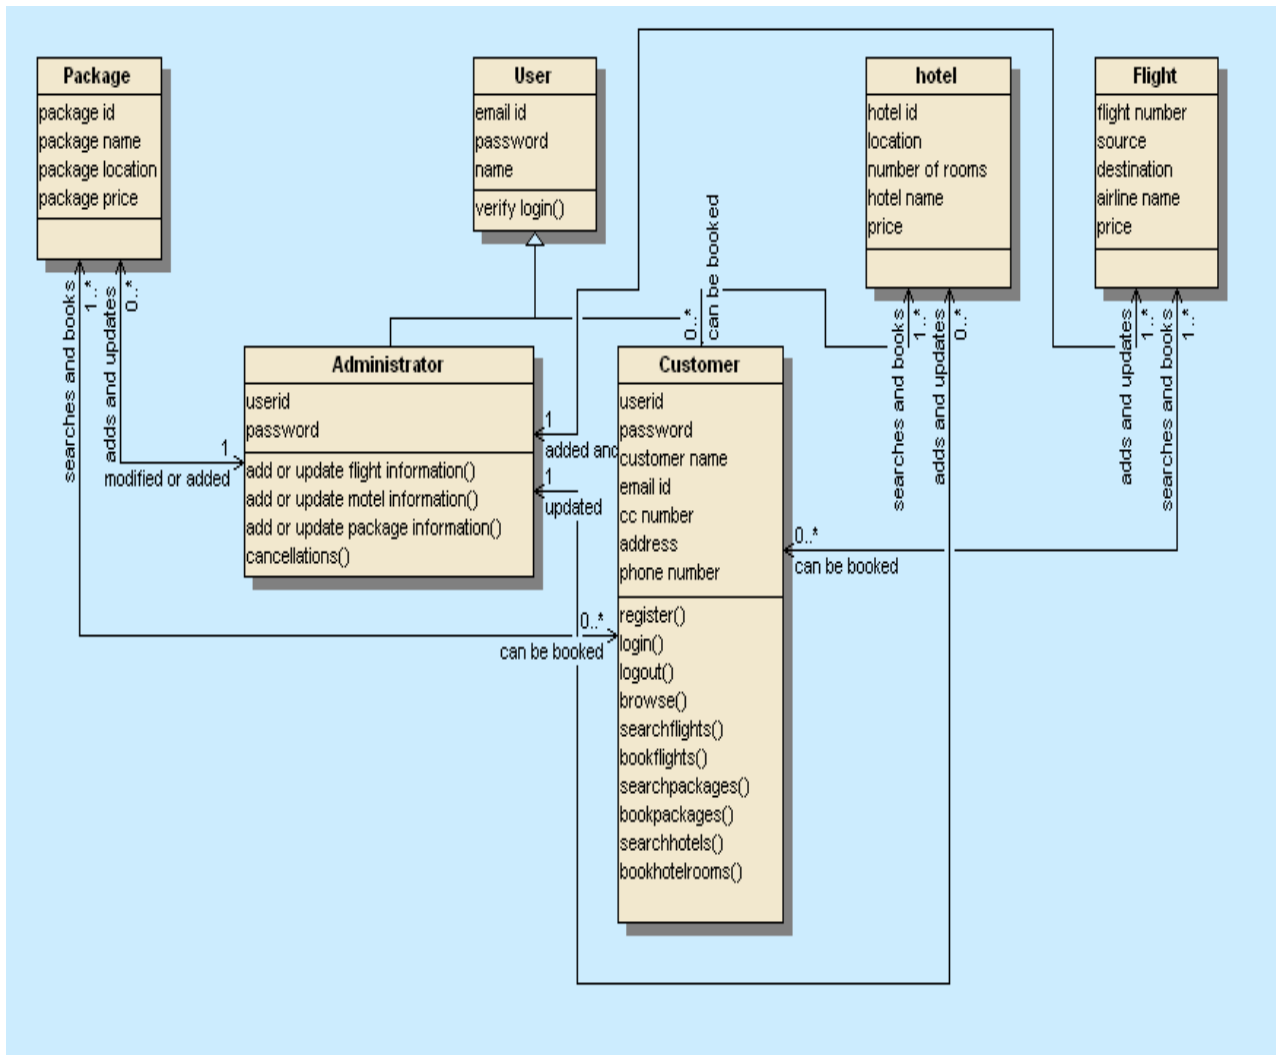 Package
package id
package name
package location
package price
User
email id
password
name
verify login()
hotel
hotel id
location
number of rooms
hotel name
price
Flight
flight number
source
destination
airline name
price
searches and books
1..*
adds and updates
0..*
1
modified or added
Administrator
userid
password
add or update flight information()
add or update motel information()
add or update package information()
cancellations()
1
added and
1
updated
0..*
can be booked
0..*
can be booked
Customer
userid
password
customer name
email id
cc number
address
phone number
register()
login()
logout()
browse()
searchflights()
bookflights()
searchpackages()
bookpackages()
searchhotels()
bookhotelrooms()
searches and books
1..*
adds and updates
0..*
adds and updates
1..*
searches and books
1..*
0..*
can be booked